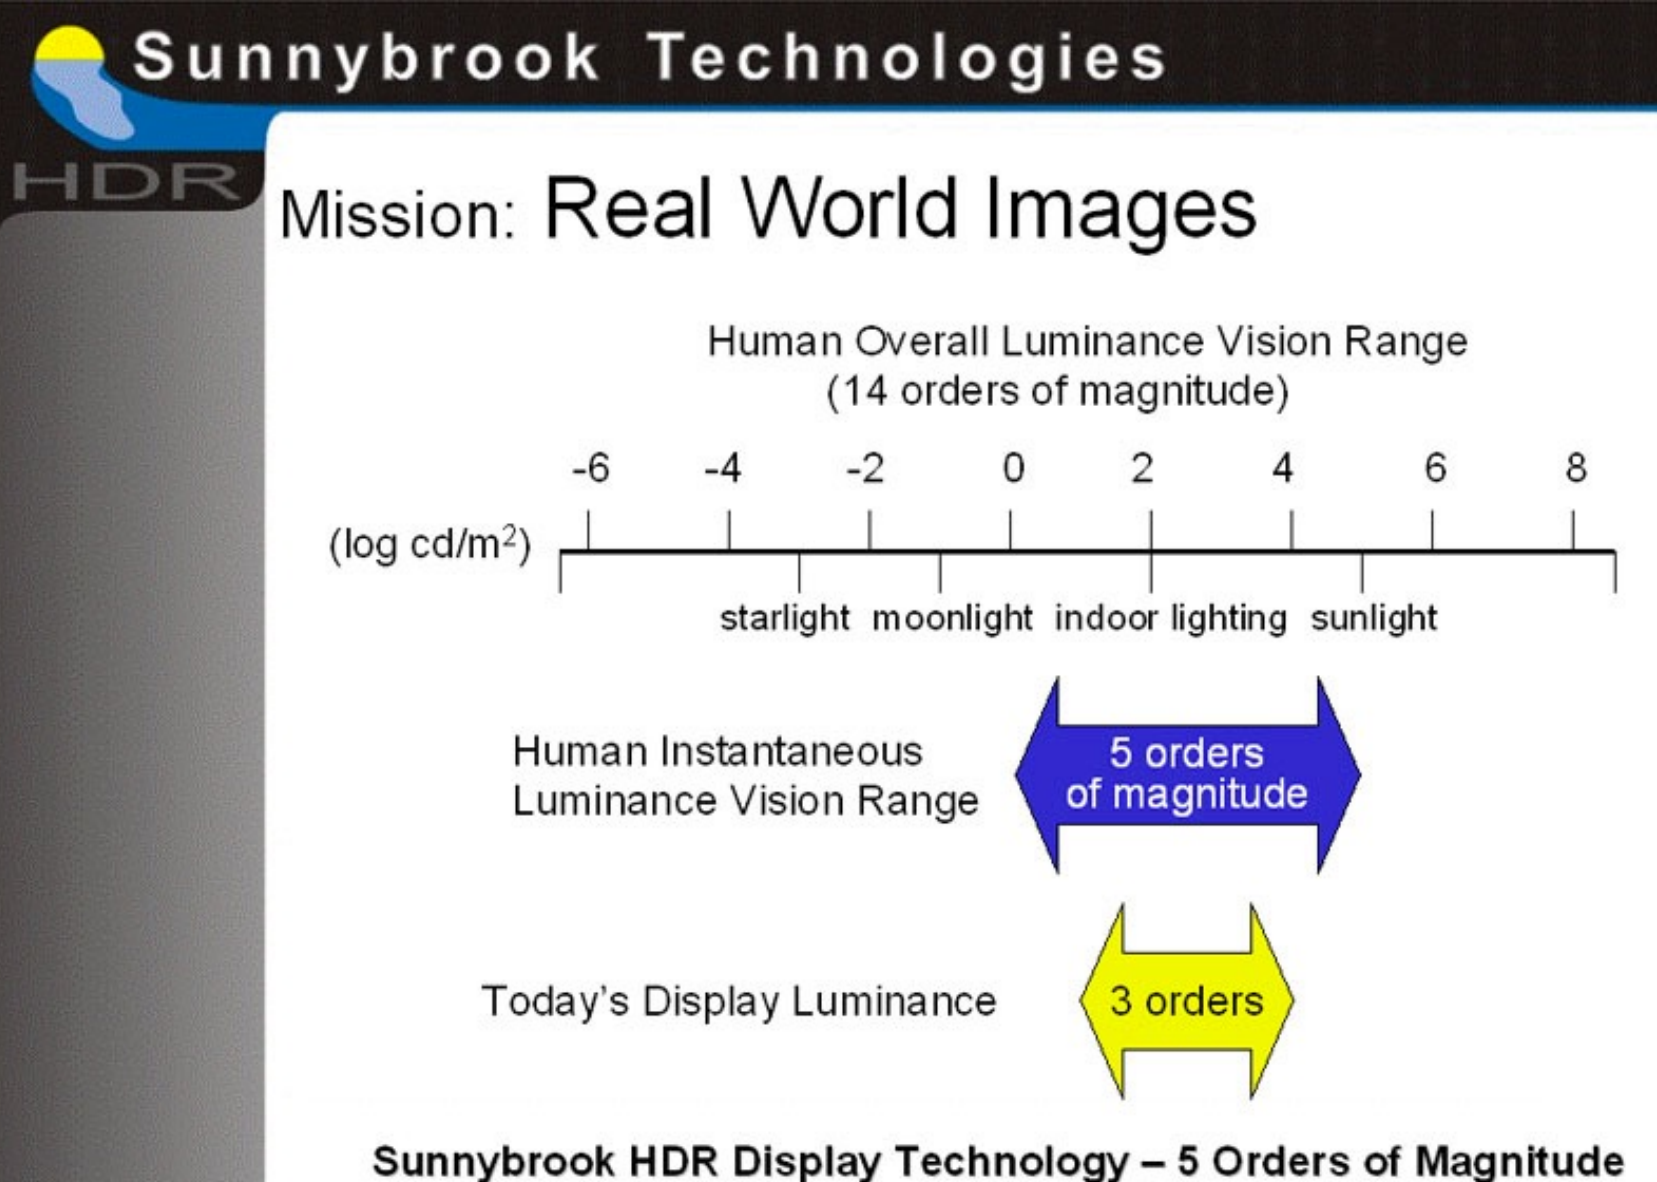 Sunnybrook Technologies
HDR
Mission: Real World Images
Human Overall Luminance Vision Range
(14 orders of magnitude)
-6 -4 -2 0 2 4 6 8
(log cd/m²)
starlight moonlight indoor lighting sunlight
Human Instantaneous
Luminance Vision Range
5 orders
of magnitude
Today's Display Luminance
3 orders
Sunnybrook HDR Display Technology – 5 Orders of Magnitude